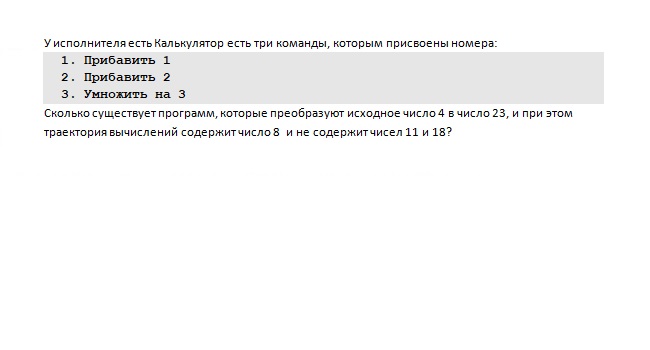 У исполнителя есть Калькулятор есть три команды, которым присвоены номера:
1. Прибавить 1
2. Прибавить 2
3. Умножить на 3
Сколько существует программ, которые преобразуют исходное число 4 в число 23, и при этом
траектория вычислений содержит число 8 и не содержит чисел 11 и 18?